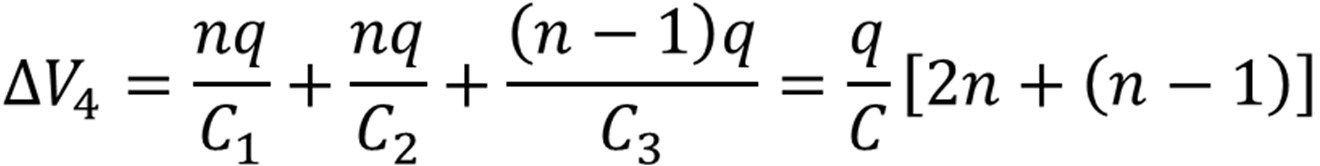 ΔV₄ = nq/C₁ + nq/C₂ + (n − 1)q/C₃ = q/C [2n + (n − 1)]